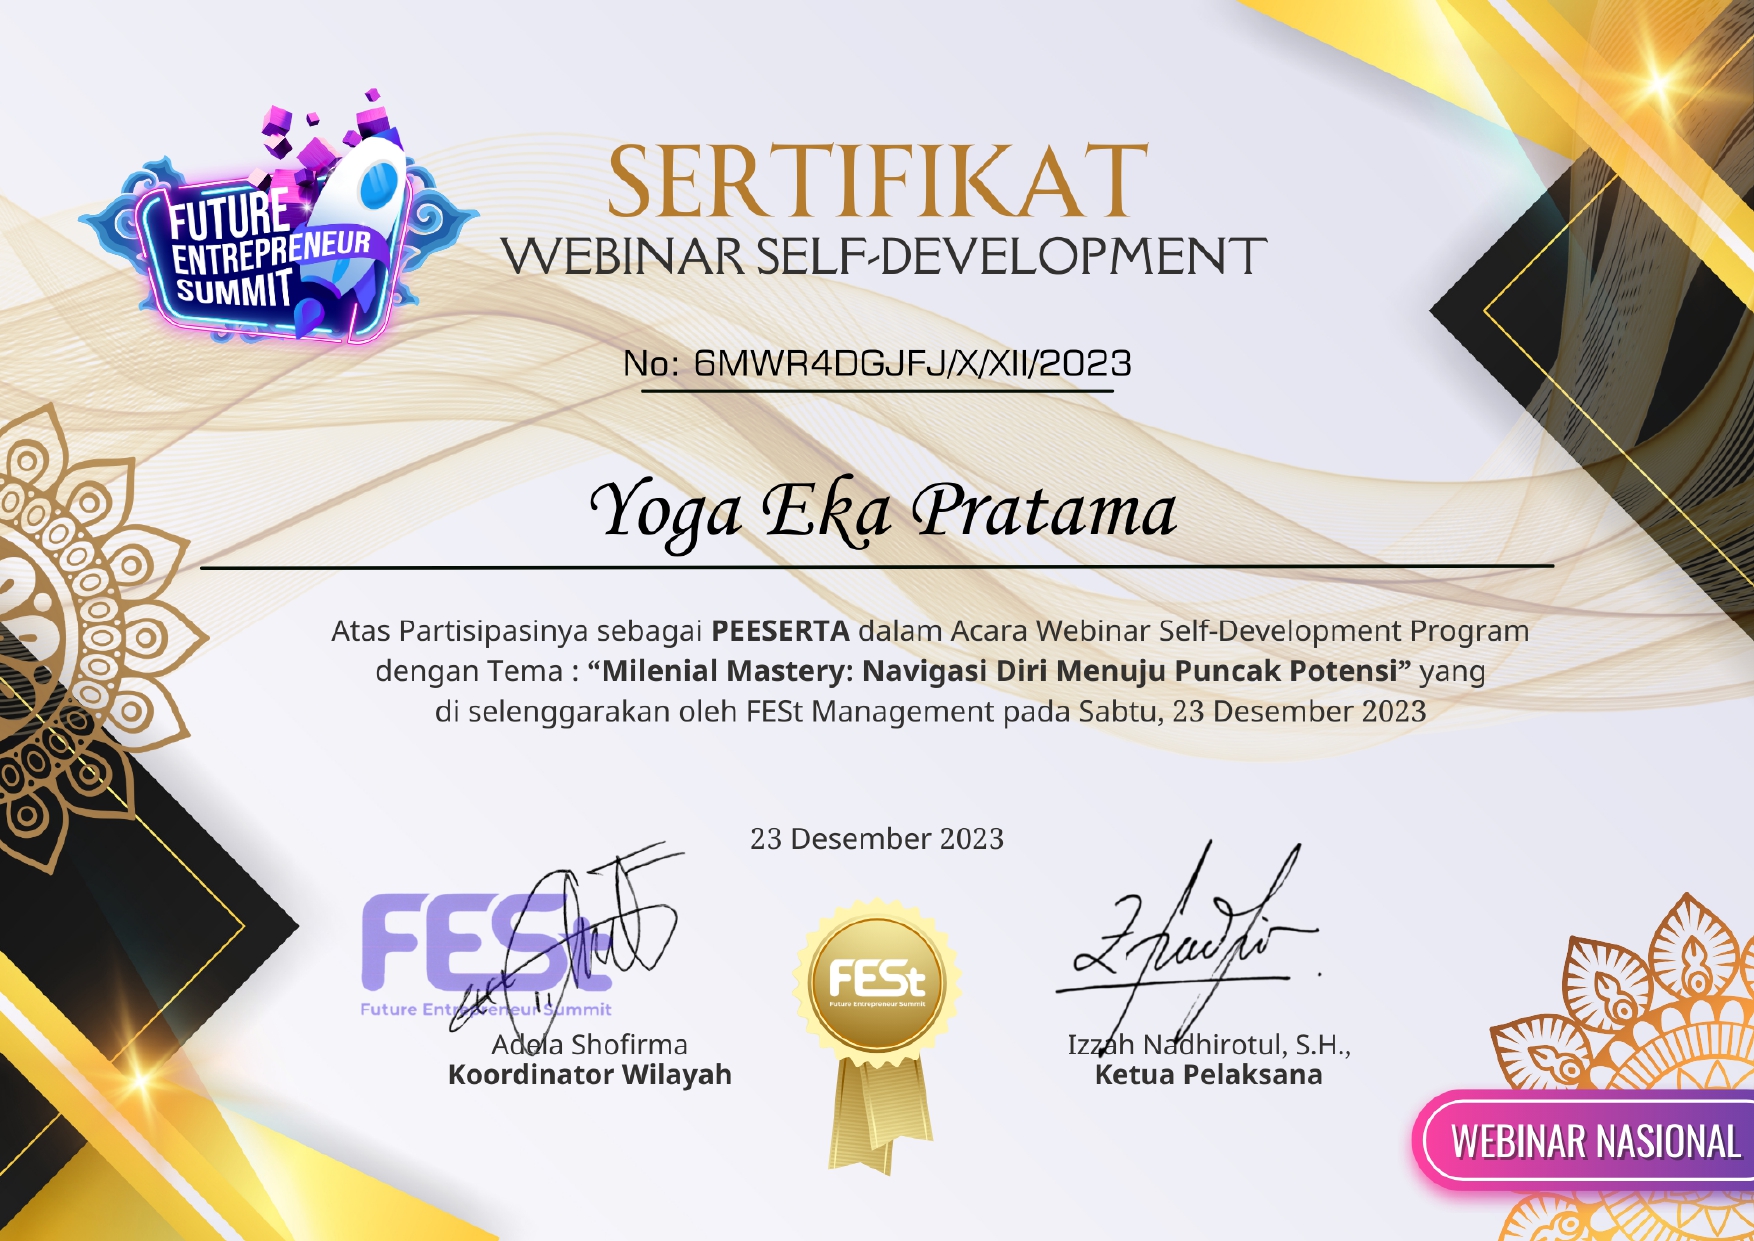 FUTURE
ENTREPRENEUR
SUMMIT
SERTIFIKAT
WEBINAR SELF-DEVELOPMENT
No: 6MWR4DGJFJ/X/XII/2023
Yoga Eka Pratama
Atas Partisipasinya sebagai PEESERTA dalam Acara Webinar Self-Development Program
dengan Tema : “Milenial Mastery: Navigasi Diri Menuju Puncak Potensi” yang
di selenggarakan oleh FESt Management pada Sabtu, 23 Desember 2023
23 Desember 2023
FESt
Future Entrepreneur Summit
Adela Shofirma
Koordinator Wilayah
FESt
Future Entrepreneur Summit
Izzah Nadhirotul, S.H.,
Ketua Pelaksana
WEBINAR NASIONAL